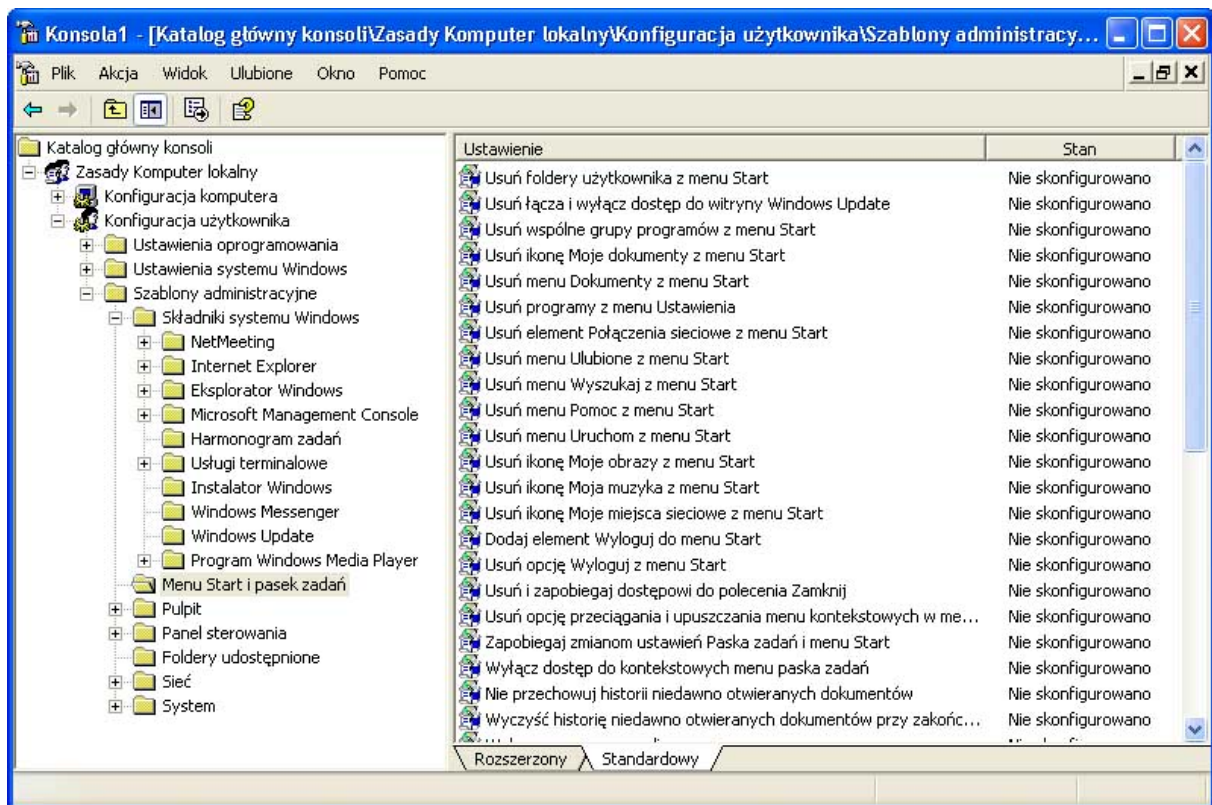 Konsola1 - [Katalog główny konsoli\Zasady Komputer lokalny\Konfiguracja użytkownika\Szablony administracy...
Plik Akcja Widok Ulubione Okno Pomoc
Katalog główny konsoli
Zasady Komputer lokalny
Konfiguracja komputera
Konfiguracja użytkownika
Ustawienia oprogramowania
Ustawienia systemu Windows
Szablony administracyjne
Składniki systemu Windows
NetMeeting
Internet Explorer
Eksplorator Windows
Microsoft Management Console
Harmonogram zadań
Usługi terminalowe
Instalator Windows
Windows Messenger
Windows Update
Program Windows Media Player
Menu Start i pasek zadań
Pulpit
Panel sterowania
Foldery udostępnione
Sieć
System
Ustawienie Stan
Usuń foldery użytkownika z menu Start Nie skonfigurowano
Usuń łącza i wyłącz dostęp do witryny Windows Update Nie skonfigurowano
Usuń wspólne grupy programów z menu Start Nie skonfigurowano
Usuń ikonę Moje dokumenty z menu Start Nie skonfigurowano
Usuń menu Dokumenty z menu Start Nie skonfigurowano
Usuń programy z menu Ustawienia Nie skonfigurowano
Usuń element Połączenia sieciowe z menu Start Nie skonfigurowano
Usuń menu Ulubione z menu Start Nie skonfigurowano
Usuń menu Wyszukaj z menu Start Nie skonfigurowano
Usuń menu Pomoc z menu Start Nie skonfigurowano
Usuń menu Uruchom z menu Start Nie skonfigurowano
Usuń ikonę Moje obrazy z menu Start Nie skonfigurowano
Usuń ikonę Moja muzyka z menu Start Nie skonfigurowano
Usuń ikonę Moje miejsca sieciowe z menu Start Nie skonfigurowano
Dodaj element Wyloguj do menu Start Nie skonfigurowano
Usuń opcję Wyloguj z menu Start Nie skonfigurowano
Usuń i zapobiegaj dostępowi do polecenia Zamknij Nie skonfigurowano
Usuń opcję przeciągania i upuszczania menu kontekstowych w me... Nie skonfigurowano
Zapobiegaj zmianom ustawień Paska zadań i menu Start Nie skonfigurowano
Wyłącz dostęp do kontekstowych menu paska zadań Nie skonfigurowano
Nie przechowuj historii niedawno otwieranych dokumentów Nie skonfigurowano
Wyczyść historię niedawno otwieranych dokumentów przy zakońc... Nie skonfigurowano
Rozszerzony Standardowy